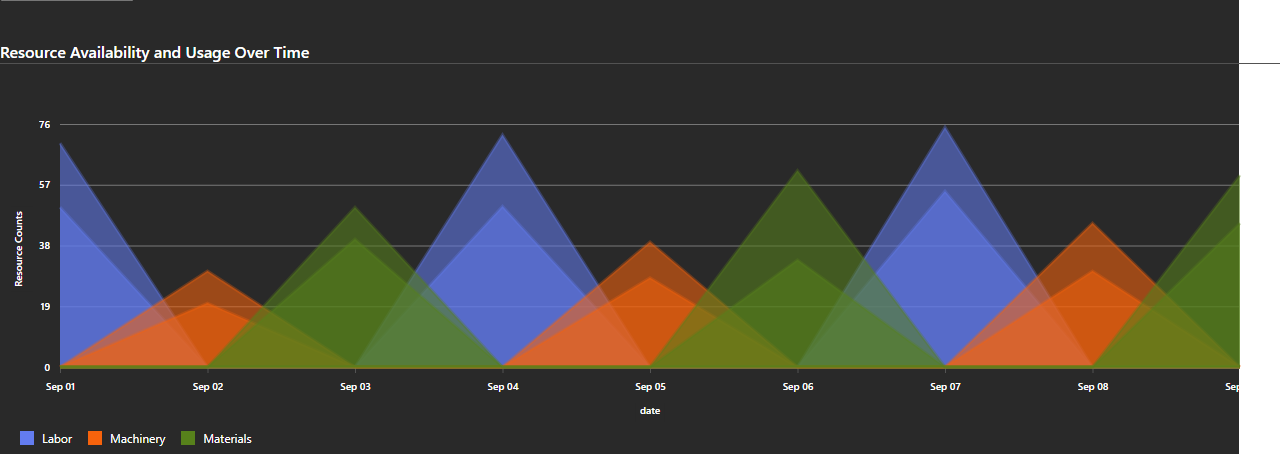 Resource Availability and Usage Over Time
76
57
38
19
0
Resource Counts
Sep 01 Sep 02 Sep 03 Sep 04 Sep 05 Sep 06 Sep 07 Sep 08 Sep
date
Labor Machinery Materials